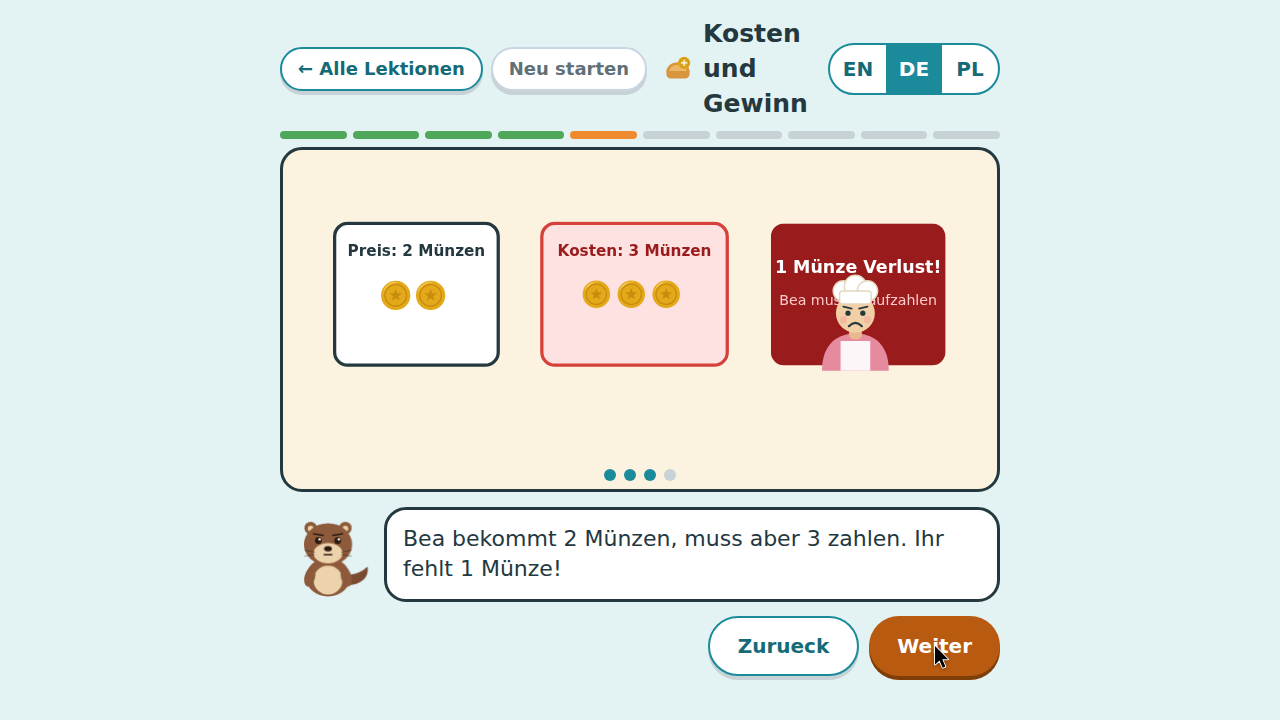 ← Alle Lektionen
Neu starten
Kosten
und
Gewinn
EN DE PL
Preis: 2 Münzen
Kosten: 3 Münzen
1 Münze Verlust!
Bea
Bea bekommt 2 Münzen, muss aber 3 zahlen. Ihr
fehlt 1 Münze!
Zurueck
Weiter